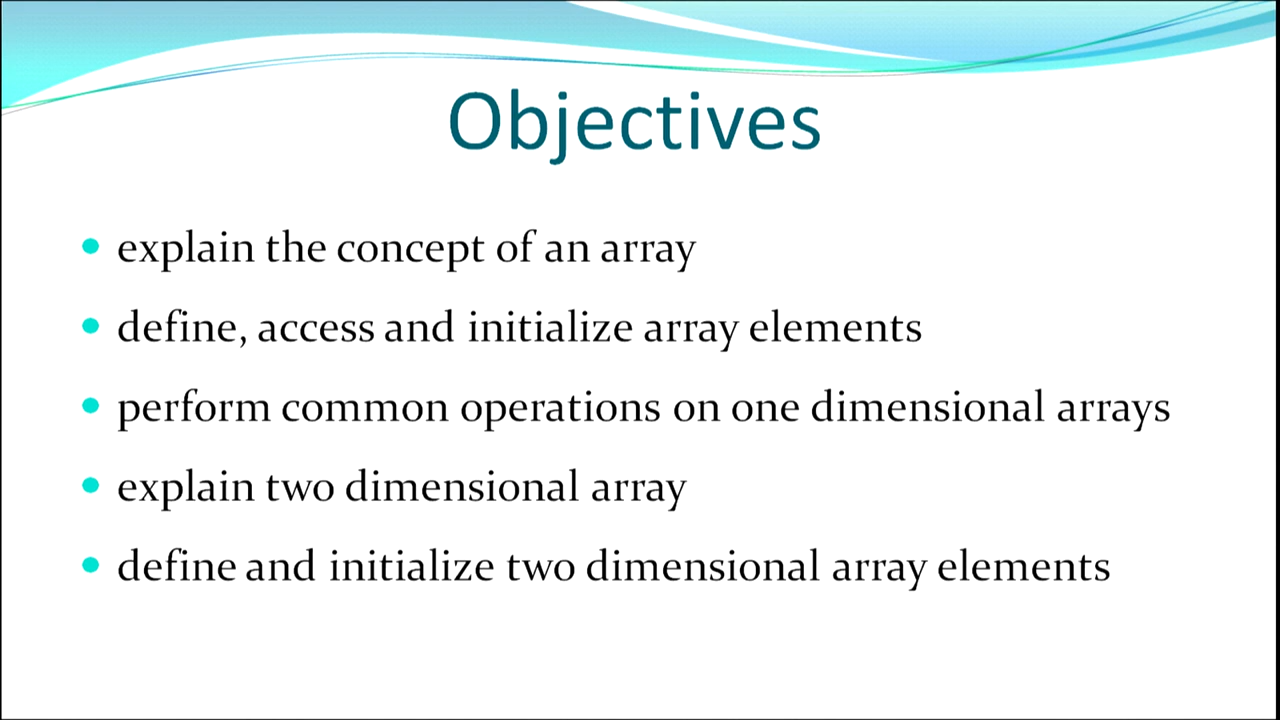 Objectives
explain the concept of an array
define, access and initialize array elements
perform common operations on one dimensional arrays
explain two dimensional array
define and initialize two dimensional array elements